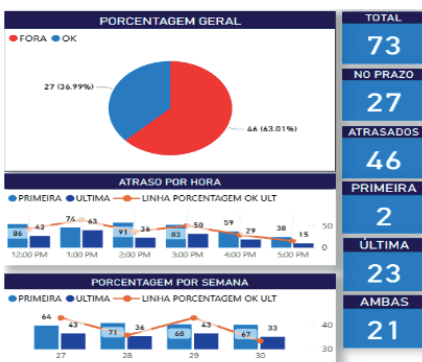 PORCENTAGEM GERAL
FORA OK
27 (36.99%)
46 (63.01%)
ATRASO POR HORA
PRIMEIRA ULTIMA LINHA PORCENTAGEM OK ULT
86 43 74 63 91 36 83 50 59 29 38 15
50
0
12:00 PM 1:00 PM 2:00 PM 3:00 PM 4:00 PM 5:00 PM
PORCENTAGEM POR SEMANA
PRIMEIRA ULTIMA LINHA PORCENTAGEM OK ULT
64 43 71 36 68 43 67 33
40
30
27 28 29 30
TOTAL
73
NO PRAZO
27
ATRASADOS
46
PRIMEIRA
2
ÚLTIMA
23
AMBAS
21